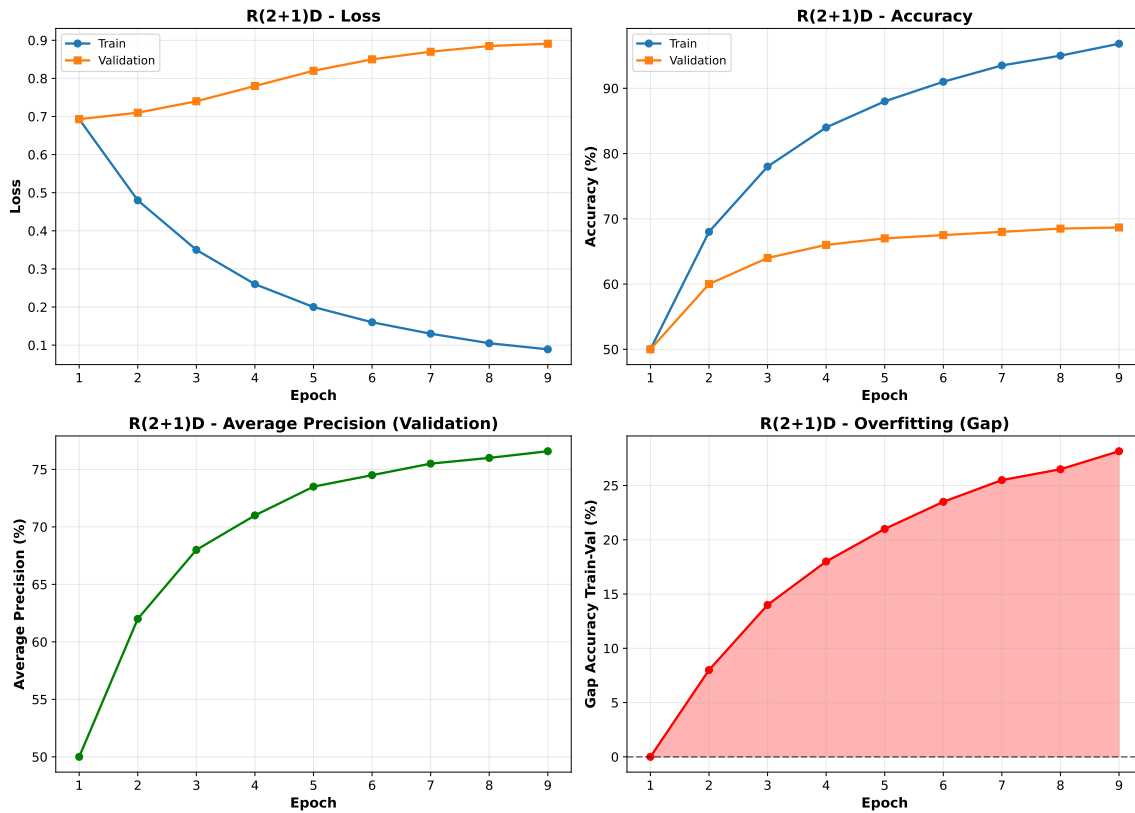 R(2+1)D - Loss
Loss
0.9
0.8
0.7
0.6
0.5
0.4
0.3
0.2
0.1
Train
Validation
1 2 3 4 5 6 7 8 9
Epoch
R(2+1)D - Accuracy
Accuracy (%)
90
80
70
60
50
Train
Validation
1 2 3 4 5 6 7 8 9
Epoch
R(2+1)D - Average Precision (Validation)
Average Precision (%)
75
70
65
60
55
50
1 2 3 4 5 6 7 8 9
Epoch
R(2+1)D - Overfitting (Gap)
Gap Accuracy Train-Val (%)
25
20
15
10
5
0
1 2 3 4 5 6 7 8 9
Epoch